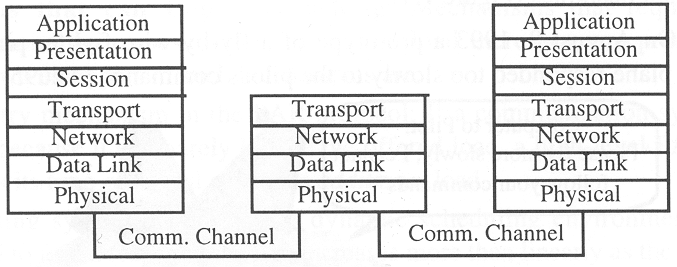 Application
Presentation
Session
Transport
Network
Data Link
Physical
Transport
Network
Data Link
Physical
Application
Presentation
Session
Transport
Network
Data Link
Physical
Comm. Channel
Comm. Channel